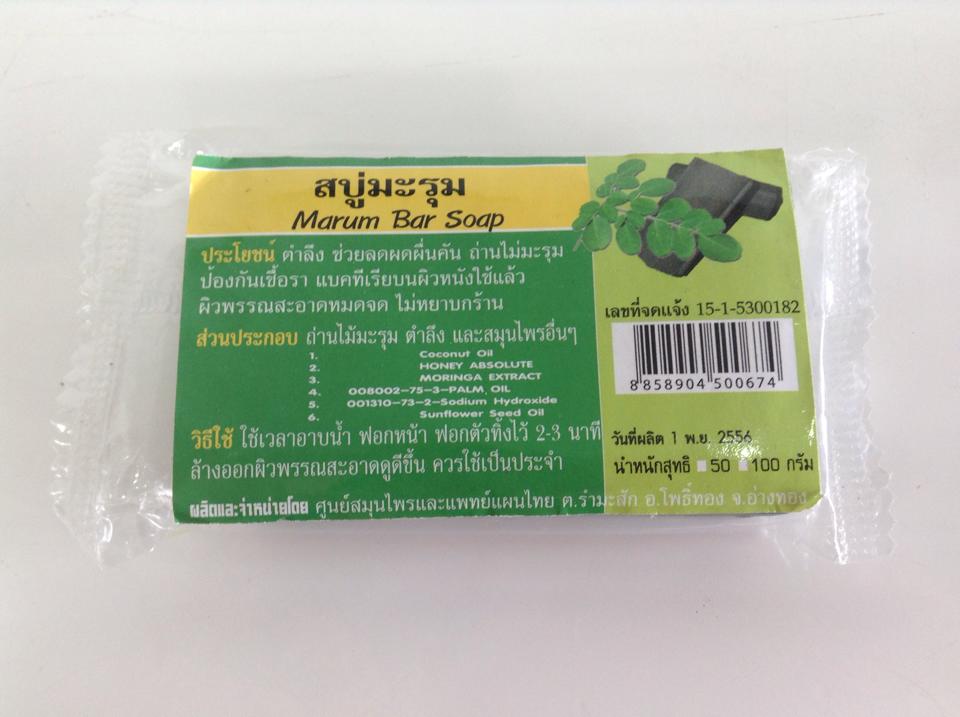 สบู่มะรุม
Marum Bar Soap
ประโยชน์ ตำลึง ช่วยลดผดผื่นคัน ถ่านไม่มะรุม
ป้องกันเชื้อรา แบคทีเรียบนผิวหนังใช้แล้ว
ผิวพรรณสะอาดหมดจด ไม่หยาบกร้าน
ส่วนประกอบ ถ่านไม้มะรุม ตำลึง และสมุนไพรอื่นๆ
1. Coconut Oil
2. HONEY ABSOLUTE
3. MORINGA EXTRACT
4. 008002-75-3-PALM, OIL
5. 001310-73-2-Sodium Hydroxide
6. Sunflower Seed Oil
วิธีใช้ ใช้เวลาอาบน้ำ ฟอกหน้า ฟอกตัวทิ้งไว้ 2-3 นาที
ล้างออกผิวพรรณสะอาดดูดีขึ้น ควรใช้เป็นประจำ
ผลิตและจำหน่ายโดย ศูนย์สมุนไพรและแพทย์แผนไทย ต.รำมะสัก อ.โพธิ์ทอง จ.อ่างทอง
เลขที่จดแจ้ง 15-1-5300182
8 858904 500674
วันที่ผลิต 1 พ.ย. 2556
น้ำหนักสุทธิ 50 100 กรัม